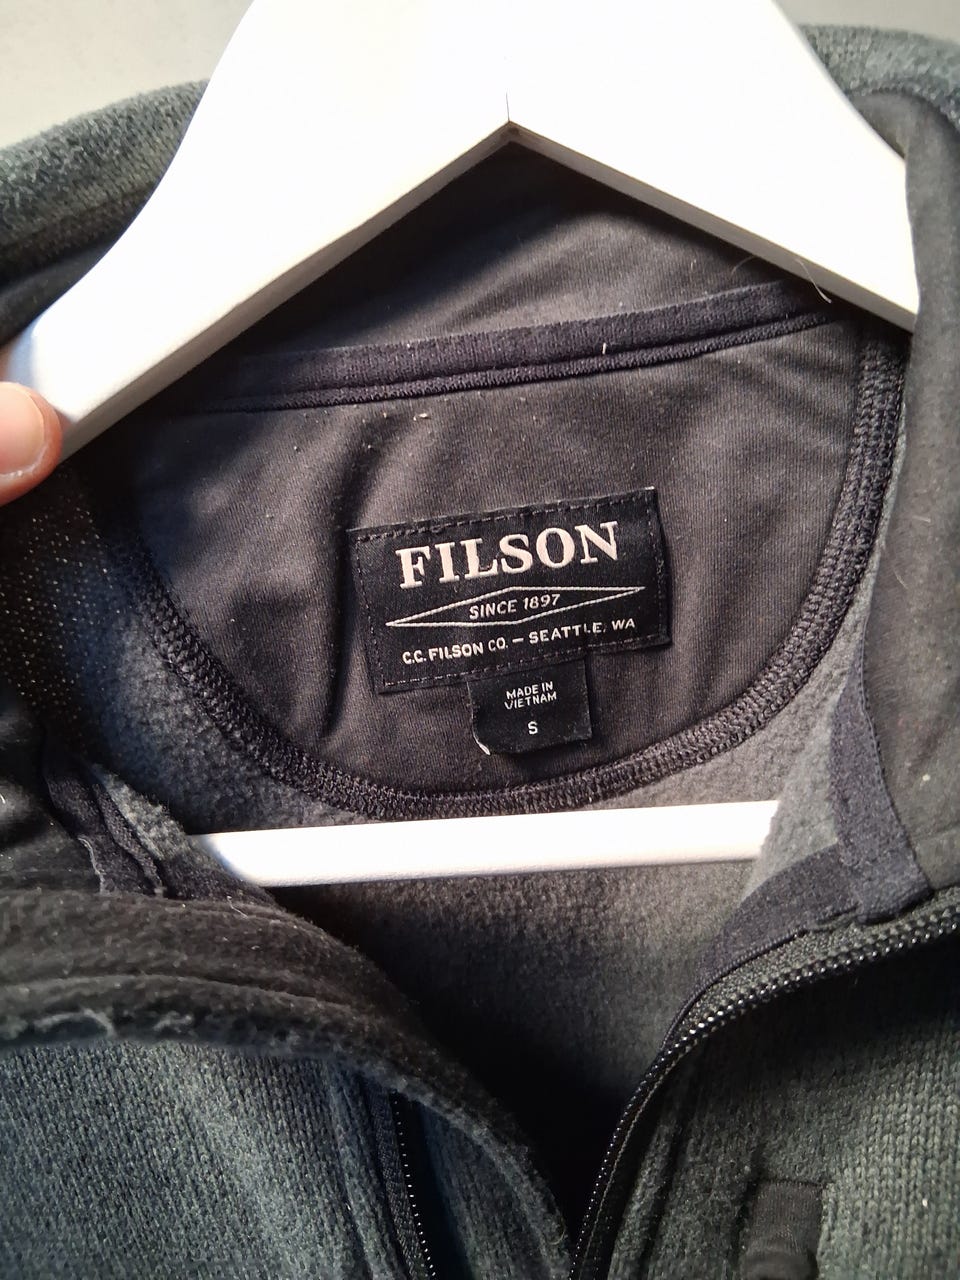 FILSON
SINCE 1897
C.C. FILSON CO. – SEATTLE, WA
MADE IN
VIETNAM
S